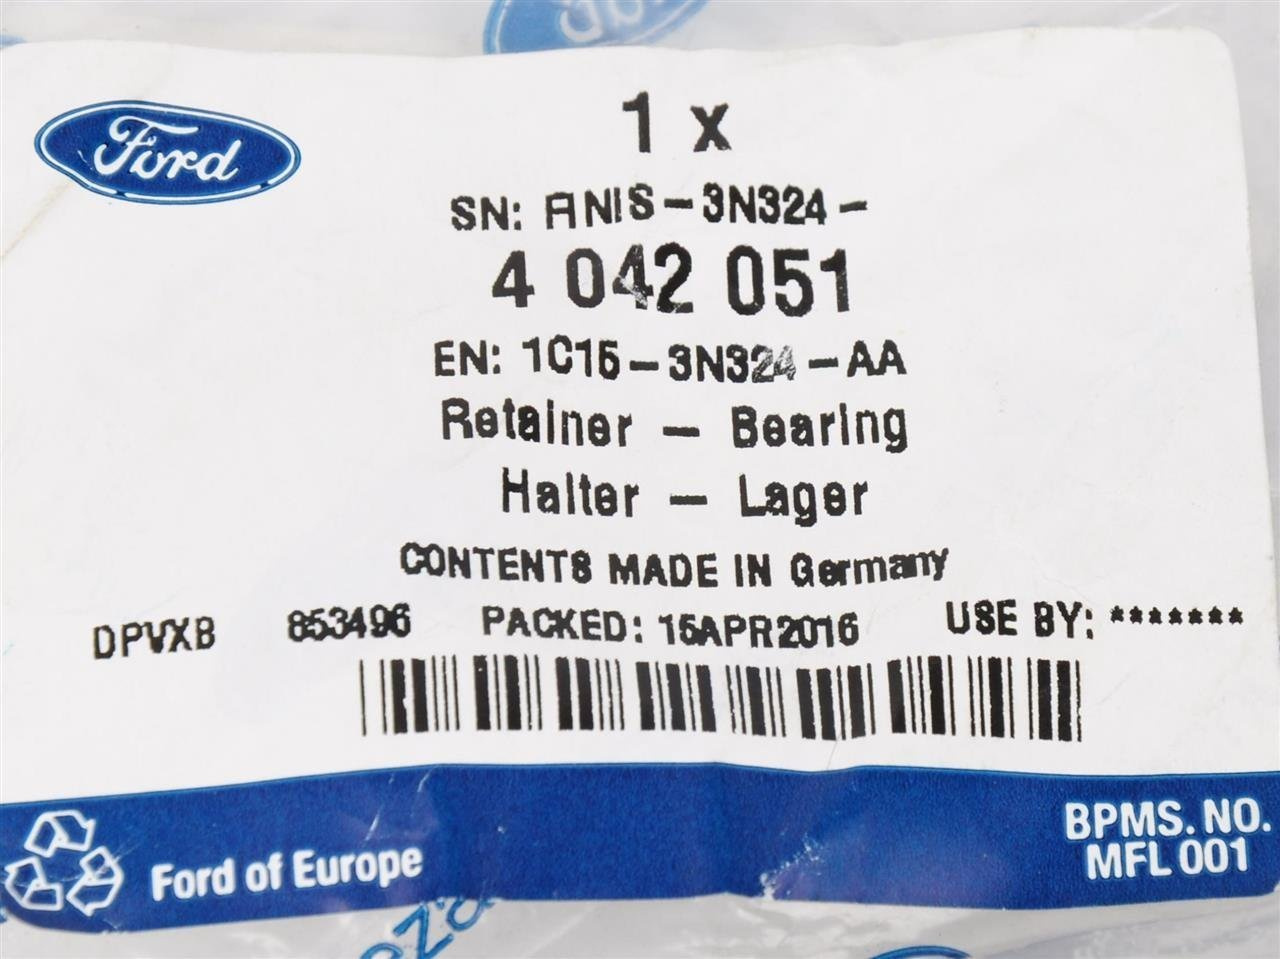 Ford
1 x
SN: FINIS-3N324-
4 042 051
EN: 1C15-3N324-AA
Retainer - Bearing
Halter - Lager
CONTENTS MADE IN Germany
DPVXB 853496 PACKED: 15APR2016 USE BY: *******
BPMS. NO.
MFL 001
Ford of Europe